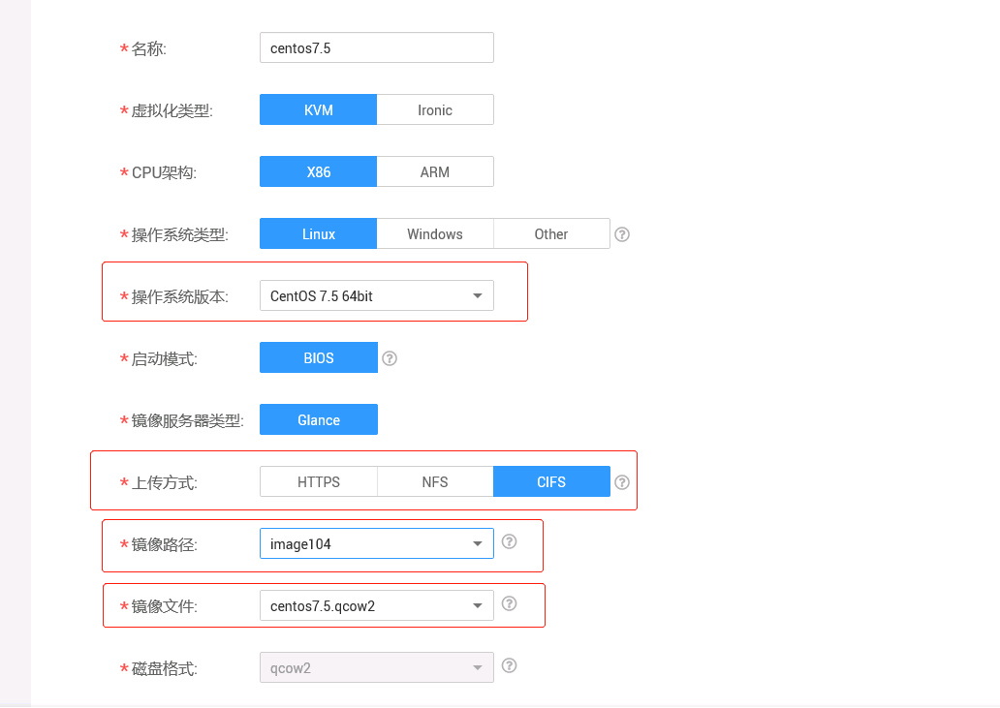 *名称: centos7.5
*虚拟化类型: KVM Ironic
*CPU架构: X86 ARM
*操作系统类型: Linux Windows Other ?
*操作系统版本: CentOS 7.5 64bit
*启动模式: BIOS ?
*镜像服务器类型: Glance
*上传方式: HTTPS NFS CIFS ?
*镜像路径: image104 ?
*镜像文件: centos7.5.qcow2 ?
*磁盘格式: qcow2 ?